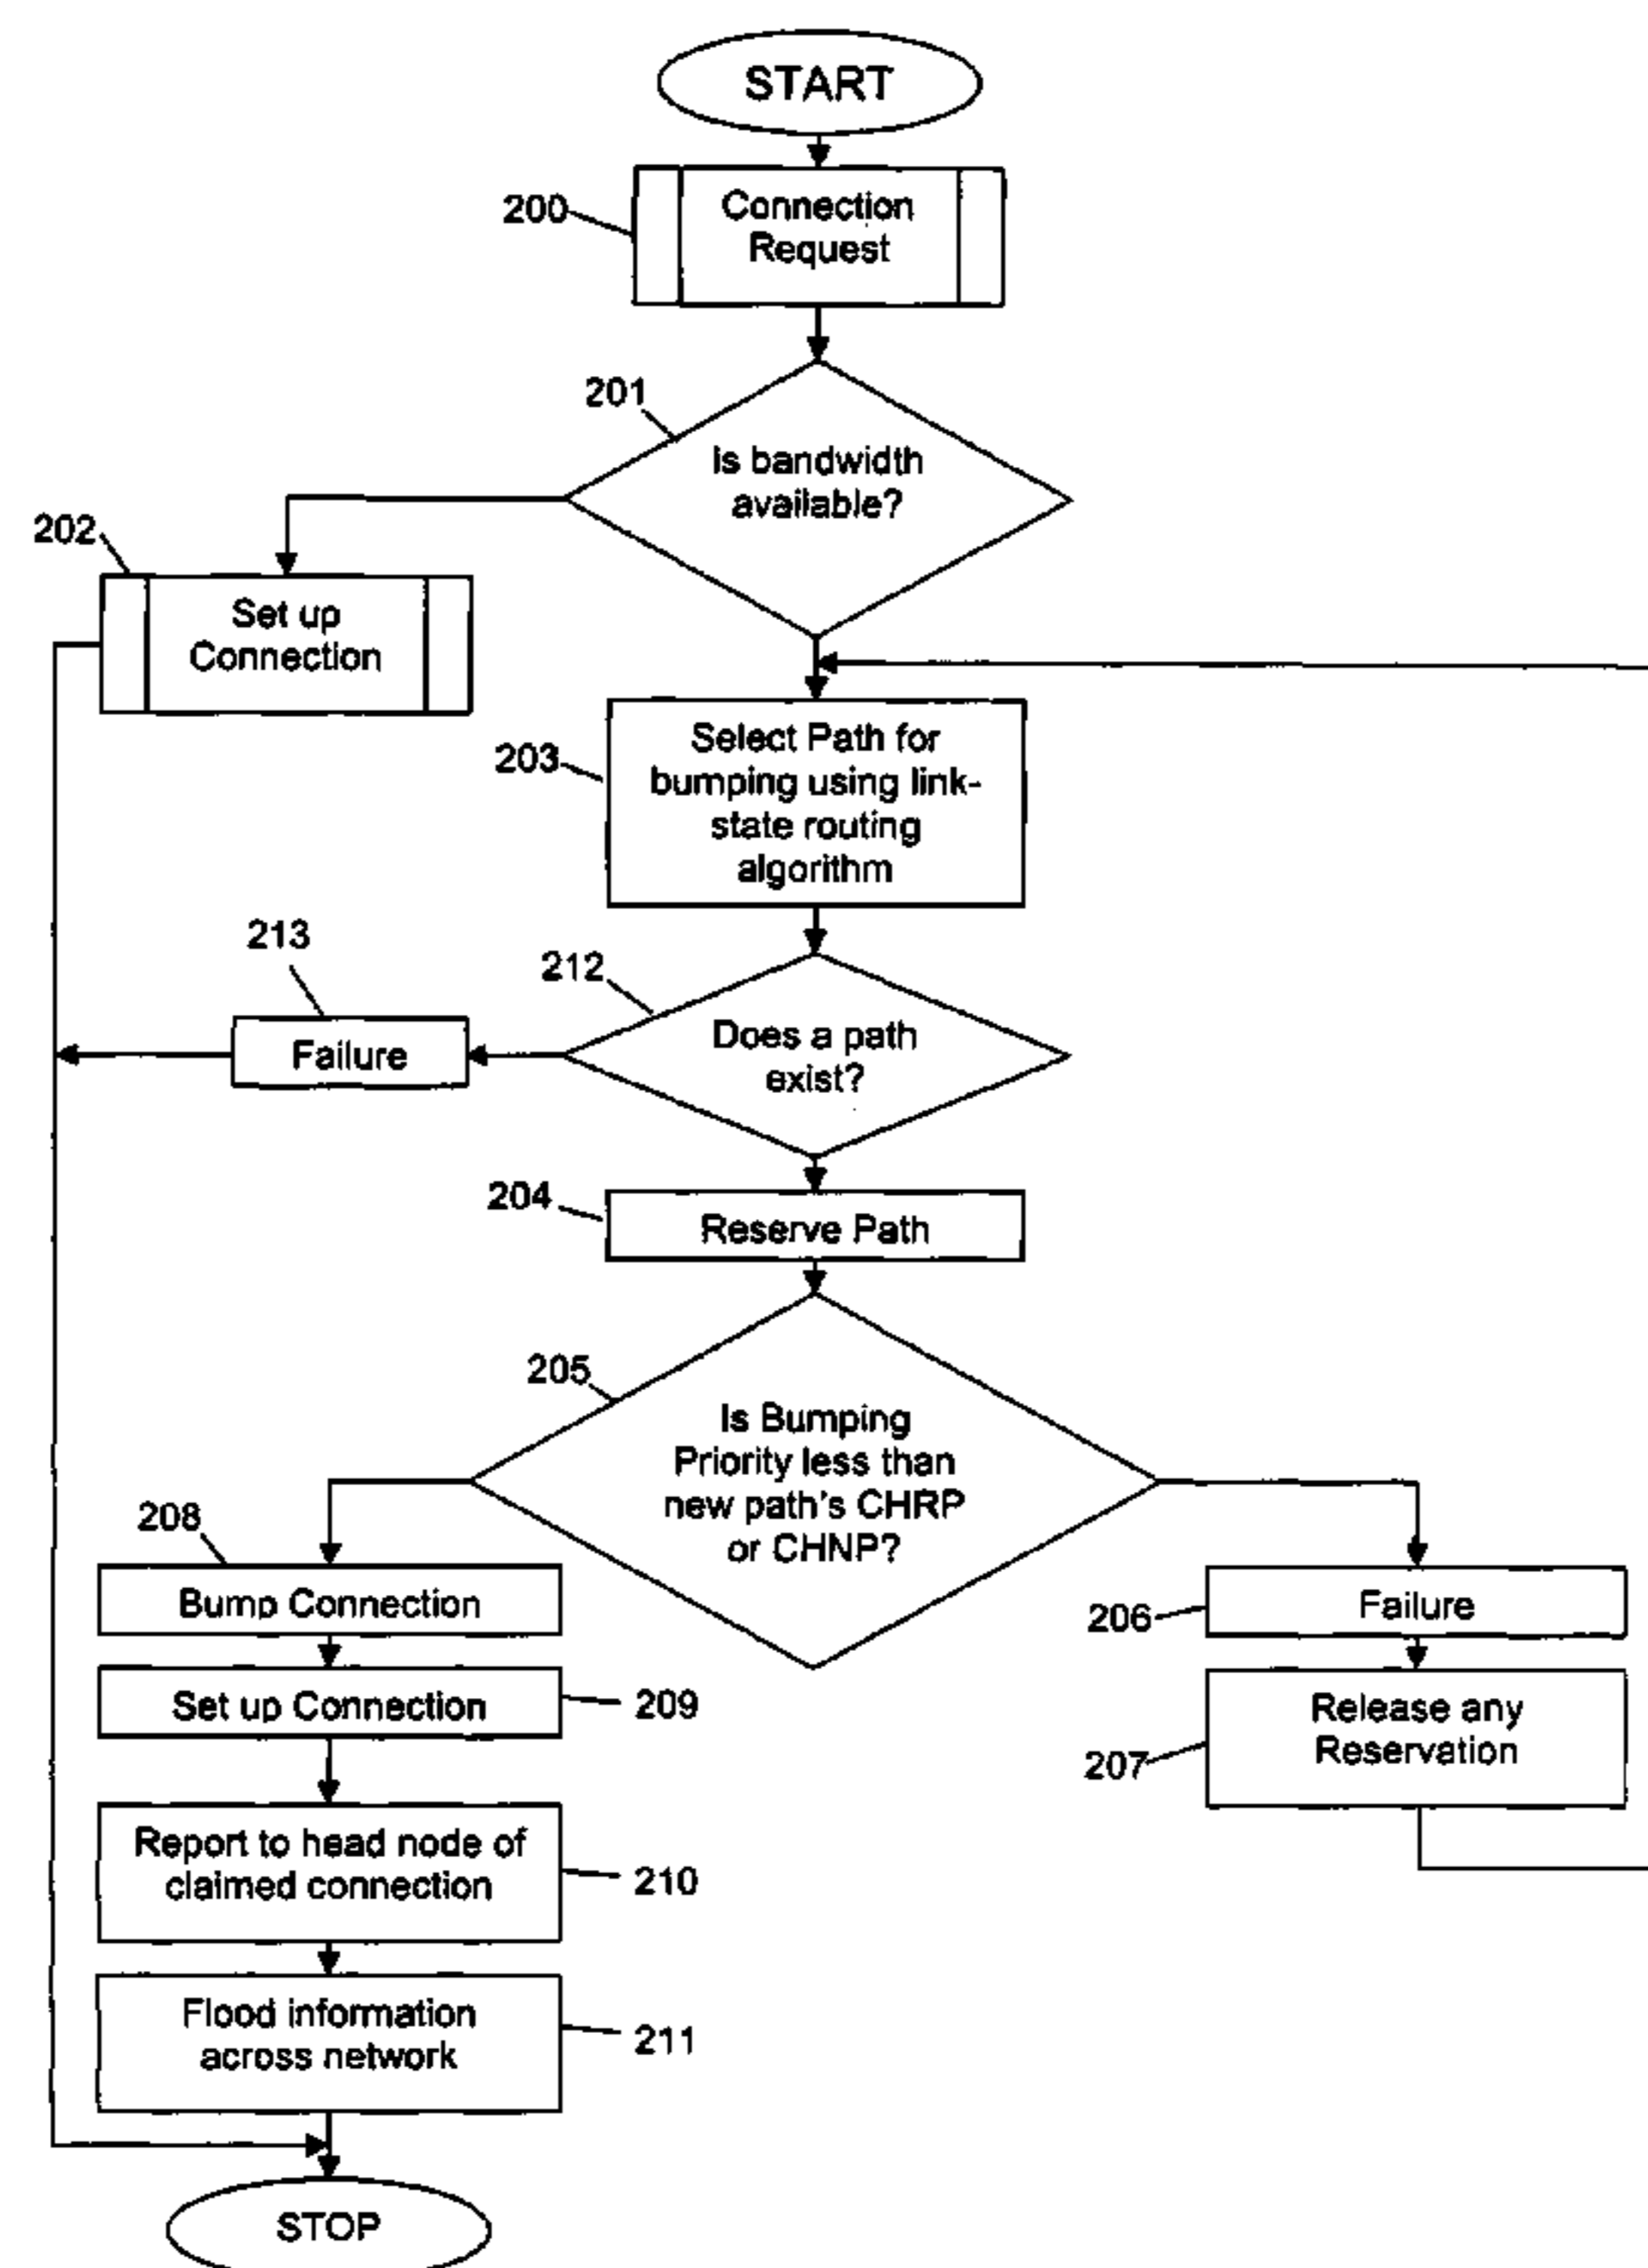 START
200
Connection
Request
201
Is bandwidth
available?
202
Set up
Connection
203
Select Path for
bumping using link-
state routing
algorithm
213
212
Failure
Does a path
exist?
204
Reserve Path
205
Is Bumping
Priority less than
new path's CHRP
or CHNP?
208
Bump Connection
206
Failure
Set up Connection
209
207
Release any
Reservation
Report to head node of
claimed connection
210
Flood information
across network
211
STOP